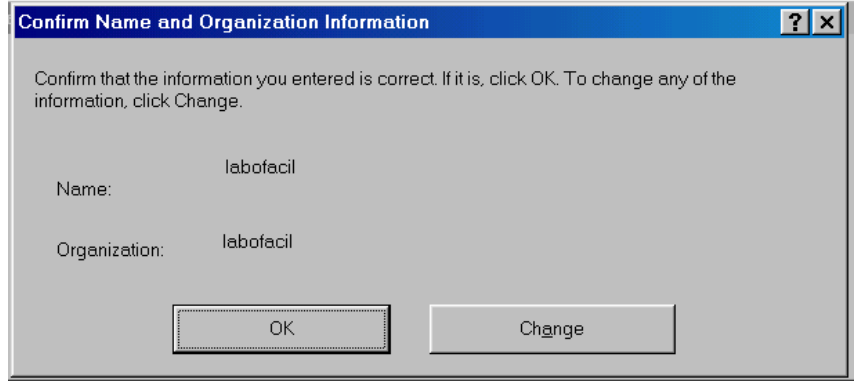 Confirm Name and Organization Information
Confirm that the information you entered is correct. If it is, click OK. To change any of the
information, click Change.
labofacil
Name:
labofacil
Organization:
OK Change